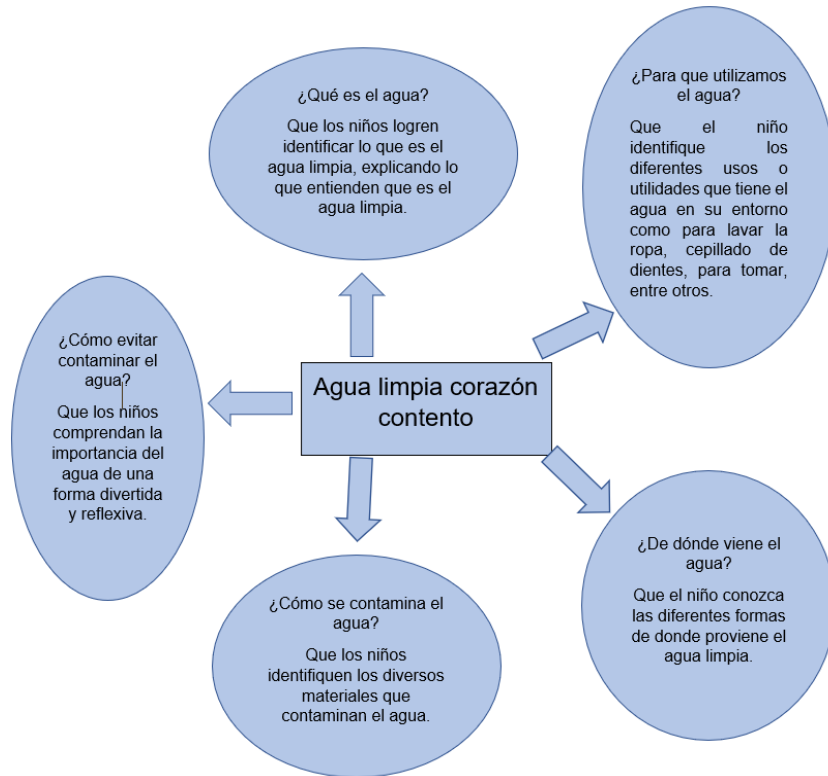 ¿Qué es el agua?
Que los niños logren
identificar lo que es el
agua limpia, explicando lo
que entienden que es el
agua limpia.
¿Para que utilizamos
el agua?
Que el niño
identifique los
diferentes usos o
utilidades que tiene el
agua en su entorno
como para lavar la
ropa, cepillado de
dientes, para tomar,
entre otros.
¿Cómo evitar
contaminar el
agua?
Que los niños
comprendan la
importancia del
agua de una
forma divertida
y reflexiva.
Agua limpia corazón
contento
¿De dónde viene el
agua?
Que el niño conozca
las diferentes formas
de donde proviene el
agua limpia.
¿Cómo se contamina el
agua?
Que los niños
identifiquen los diversos
materiales que
contaminan el agua.